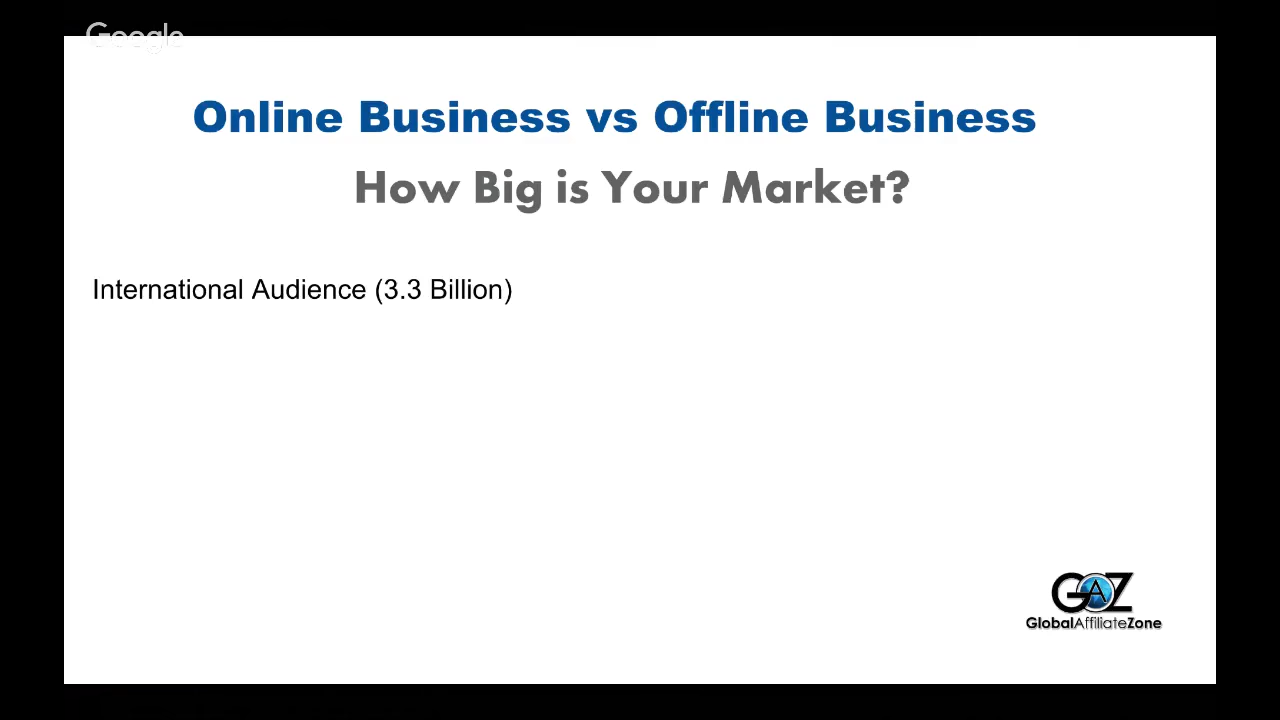 Google
Online Business vs Offline Business
How Big is Your Market?
International Audience (3.3 Billion)
GAZ
GlobalAffiliateZone